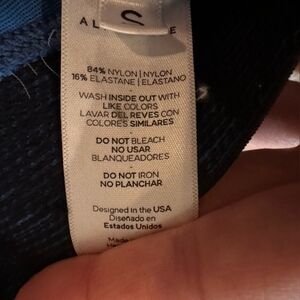 S
84% NYLON | NYLON
16% ELASTANE | ELASTANO
WASH INSIDE OUT WITH
LIKE COLORS
LAVAR DEL REVES CON
COLORES SIMILARES
DO NOT BLEACH
NO USAR
BLANQUEADORES
DO NOT IRON
NO PLANCHAR
Designed in the USA
Diseñado en
Estados Unidos
Made